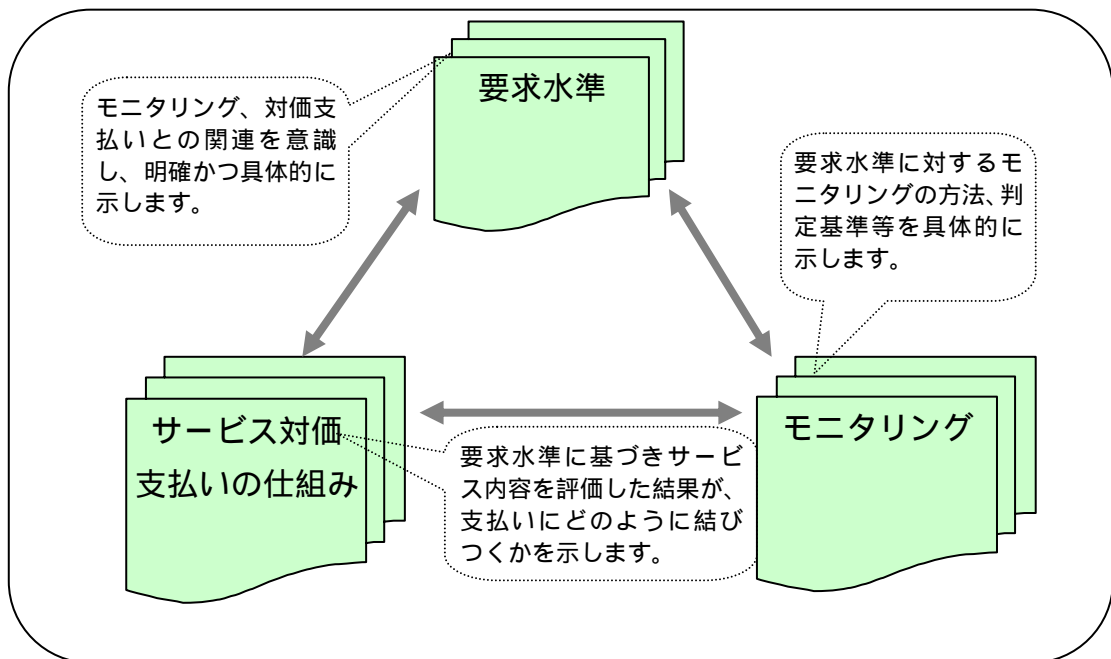 要求水準
モニタリング、対価支
払いとの関連を意識
し、明確かつ具体的に
示します。
要求水準に対するモ
ニタリングの方法、判
定基準等を具体的に
示します。
サービス対価
支払いの仕組み
要求水準に基づきサービ
ス内容を評価した結果が、
支払いにどのように結び
つくかを示します。
モニタリング